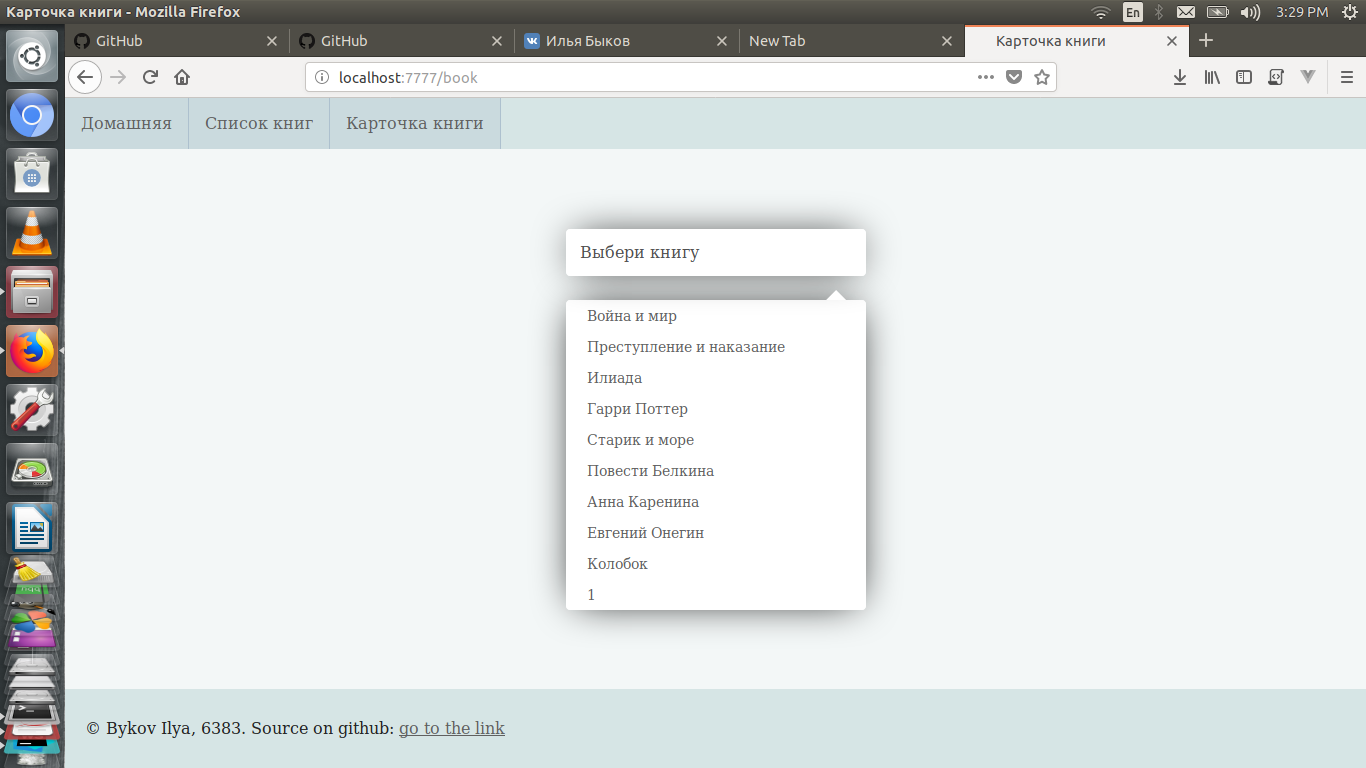 Карточка книги - Mozilla Firefox
En
3:29 PM
GitHub
GitHub
Илья Быков
New Tab
Карточка книги
localhost:7777/book
Домашняя
Список книг
Карточка книги
Выбери книгу
Война и мир
Преступление и наказание
Илиада
Гарри Поттер
Старик и море
Повести Белкина
Анна Каренина
Евгений Онегин
Колобок
1
© Bykov Ilya, 6383. Source on github: go to the link